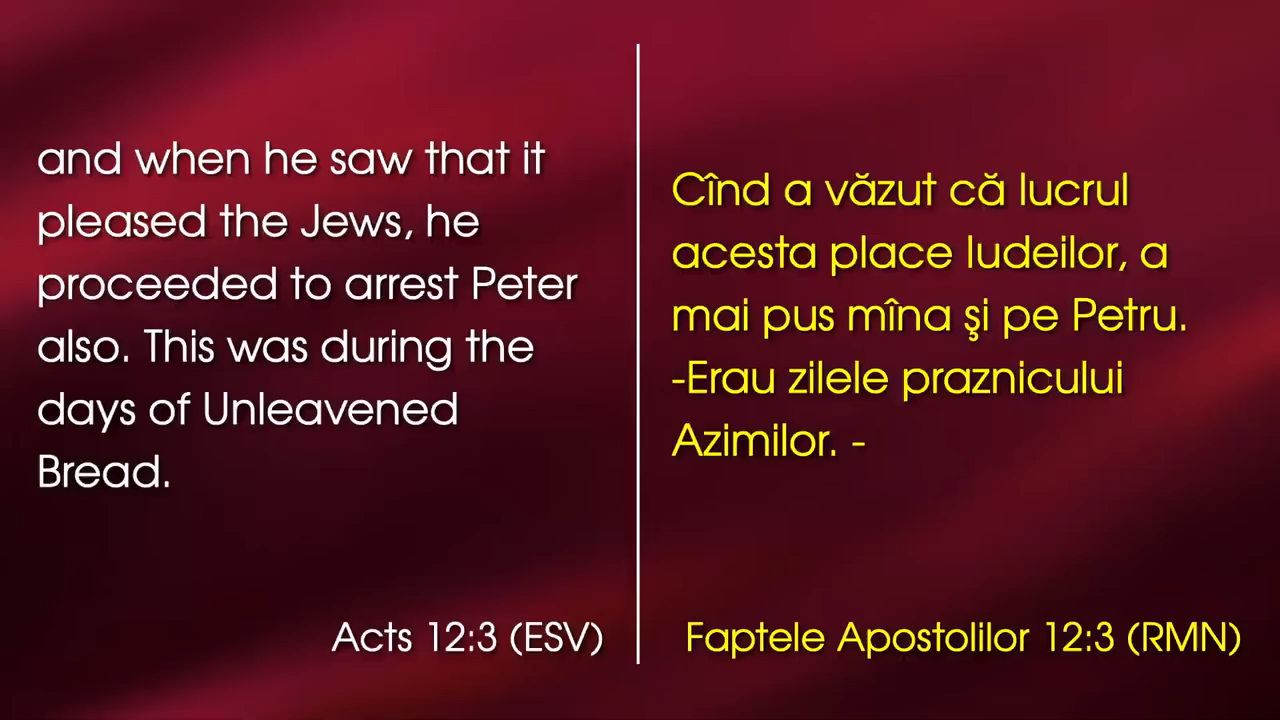 and when he saw that it
pleased the Jews, he
proceeded to arrest Peter
also. This was during the
days of Unleavened
Bread.
Acts 12:3 (ESV)
Cînd a văzut că lucrul
acesta place Iudeilor, a
mai pus mîna şi pe Petru.
-Erau zilele praznicului
Azimilor. -
Faptele Apostolilor 12:3 (RMN)